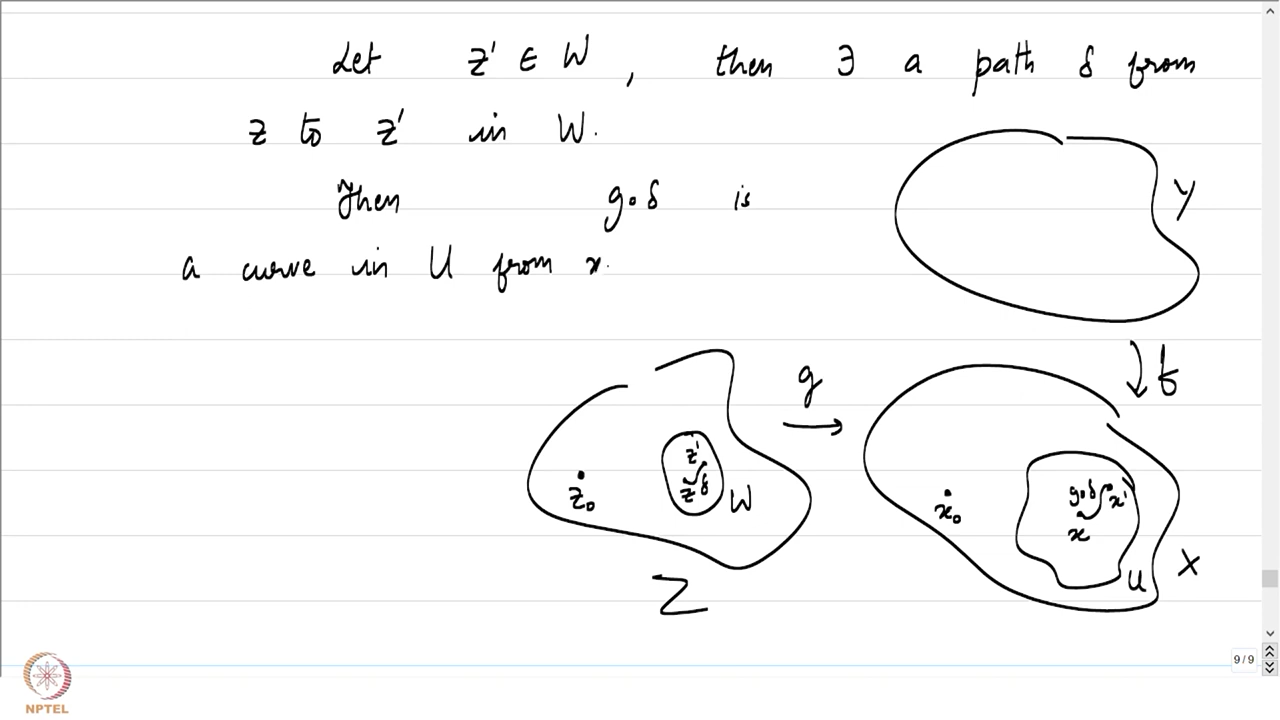 Let z' ∈ W, then ∃ a path δ from
z to z' in W.
Then g∘δ is
a curve in U from x.
Y
f
g
z'
z δ
W
z₀
Z
g∘δ x'
x
x₀
U
X
9/9
NPTEL